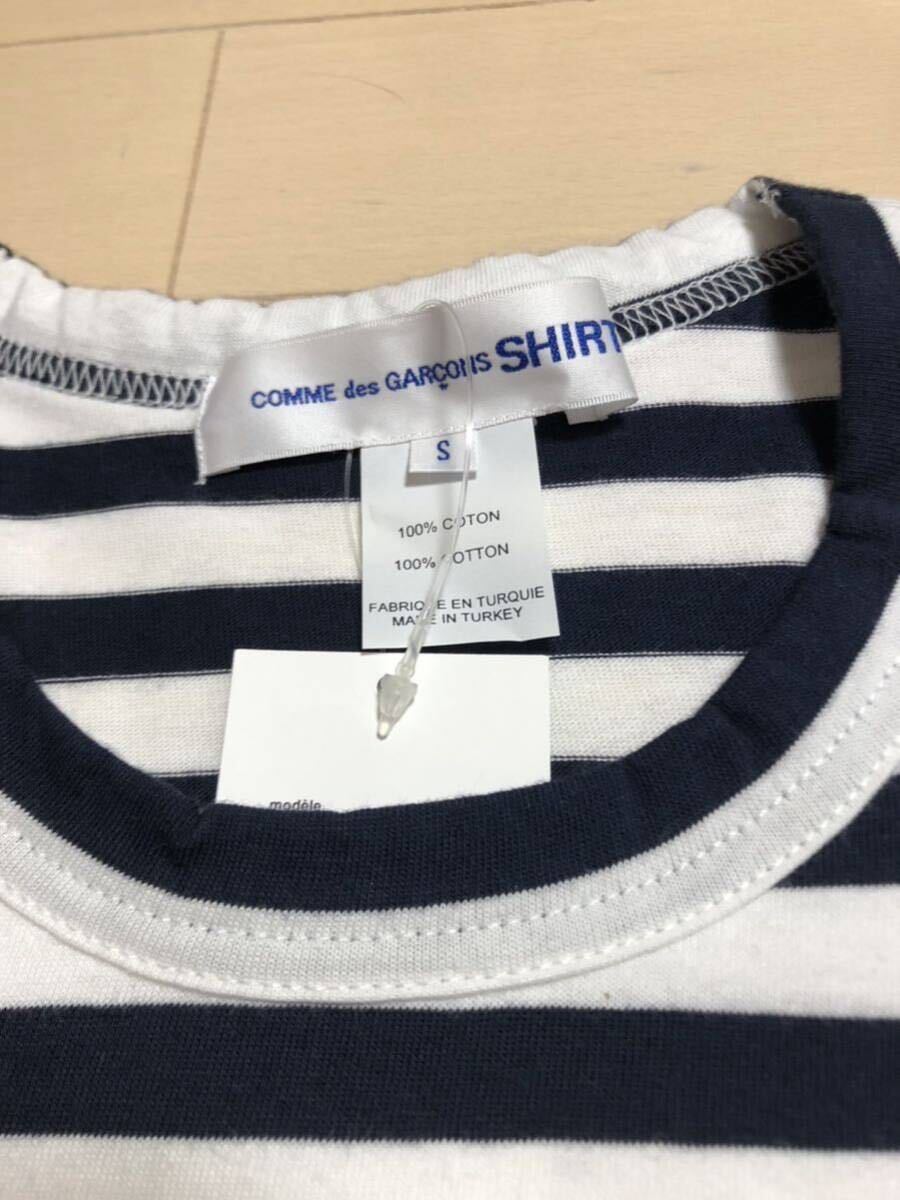 COMME des GARÇONS SHIRT
S
100% COTON
100% COTTON
FABRIQUE EN TURQUIE
MADE IN TURKEY
modèle